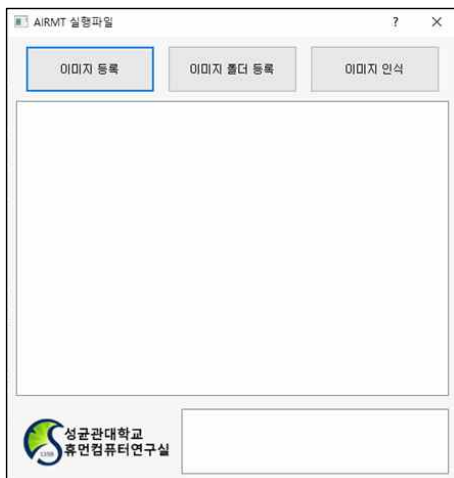 AIRMT 실행파일
?
이미지 등록
이미지 폴더 등록
이미지 인식
성균관대학교
휴먼컴퓨터연구실
1398